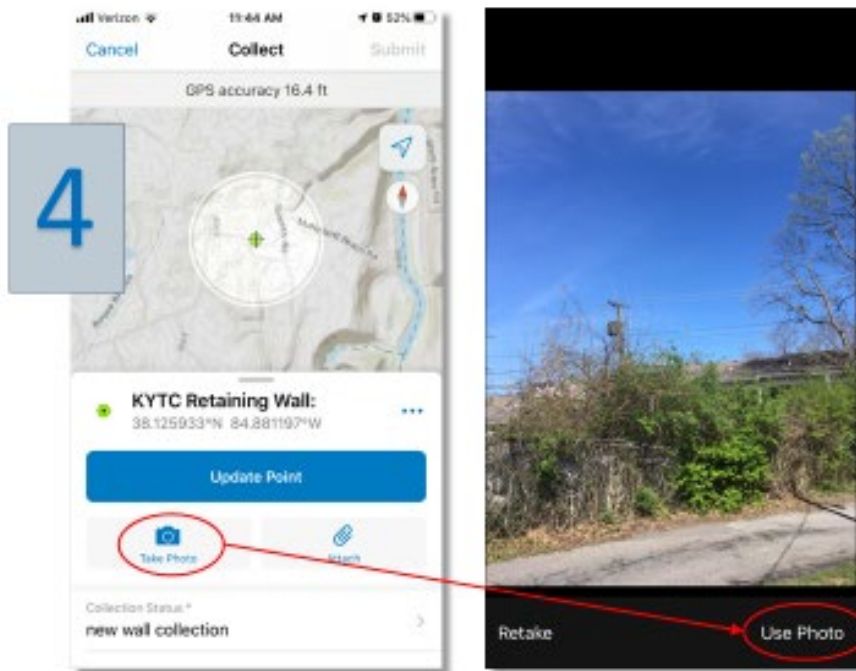 Verizon 11:44 AM 52%
Cancel Collect Submit
GPS accuracy 16.4 ft
4
KYTC Retaining Wall:
38.125933°N 84.881197°W
Update Point
Take Photo Attach
Collection Status *
new wall collection
Retake Use Photo